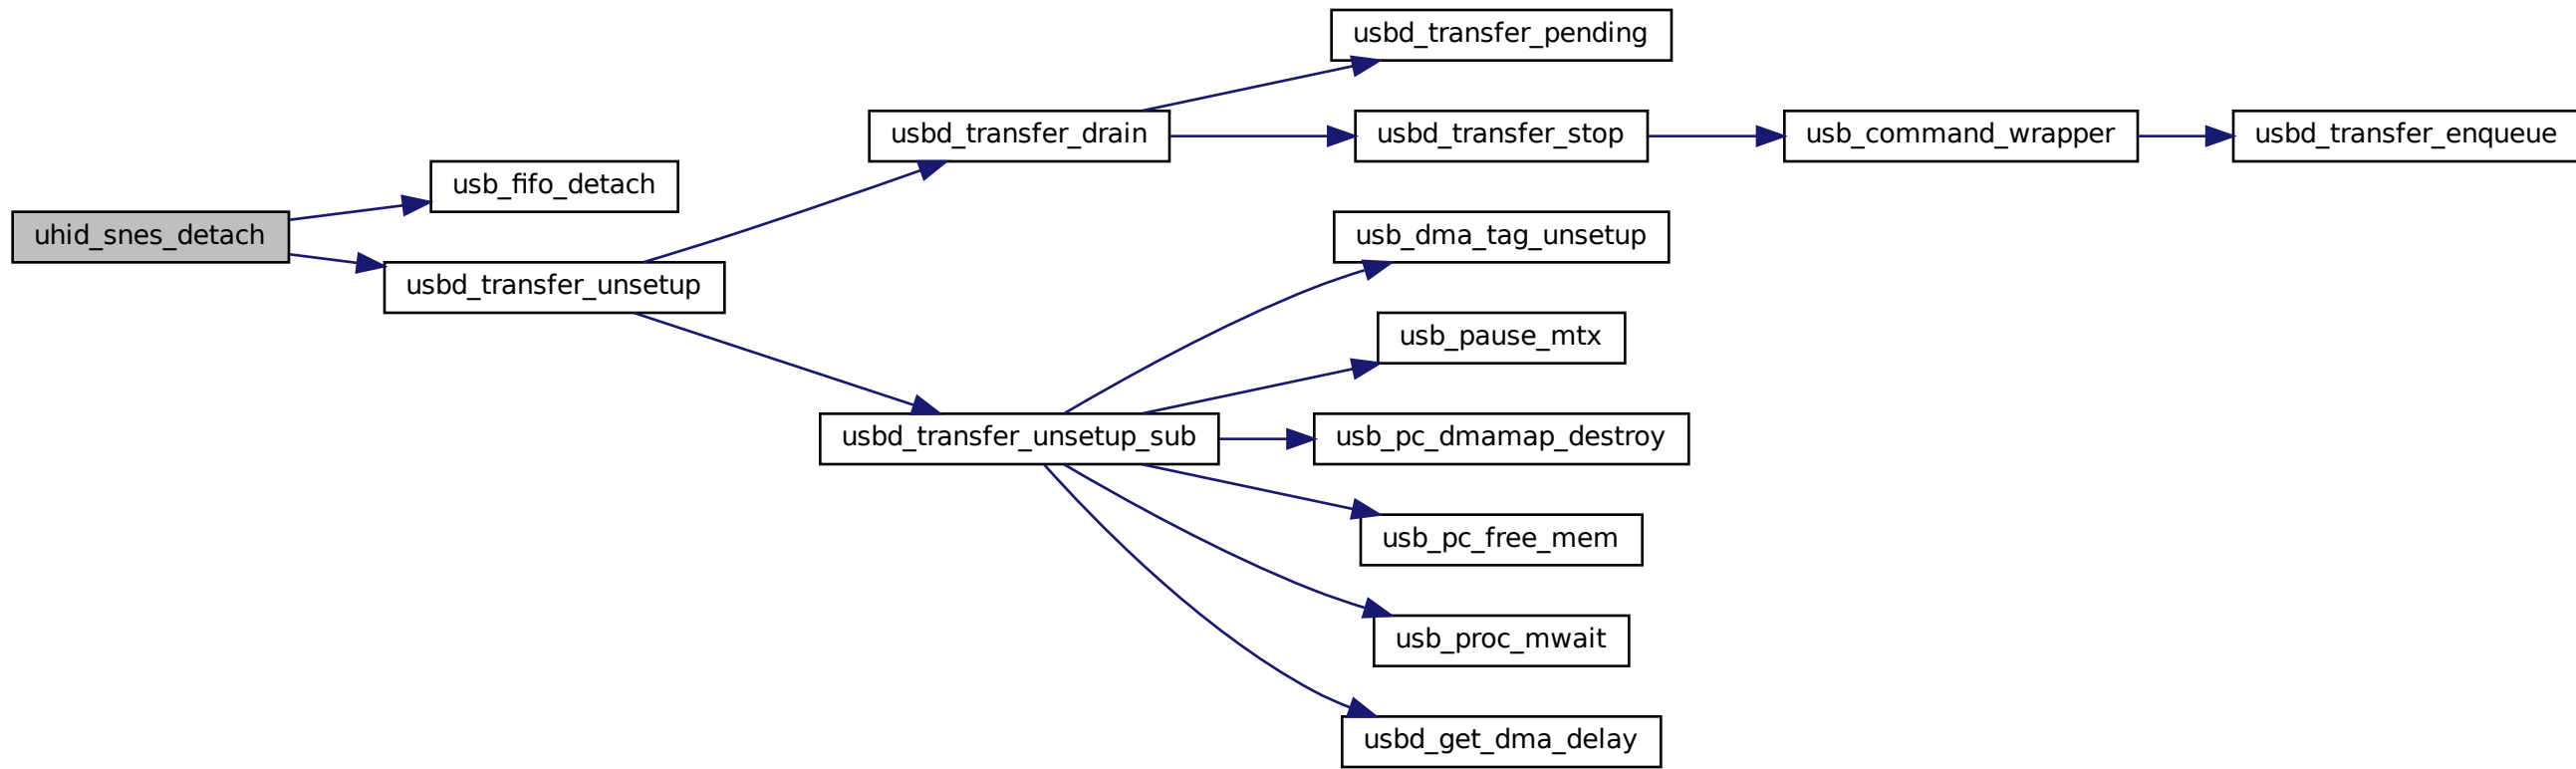 usbd_transfer_pending
usbd_transfer_drain
usbd_transfer_stop
usb_command_wrapper
usbd_transfer_enqueue
usb_fifo_detach
uhid_snes_detach
usb_dma_tag_unsetup
usbd_transfer_unsetup
usb_pause_mtx
usbd_transfer_unsetup_sub
usb_pc_dmamap_destroy
usb_pc_free_mem
usb_proc_mwait
usbd_get_dma_delay